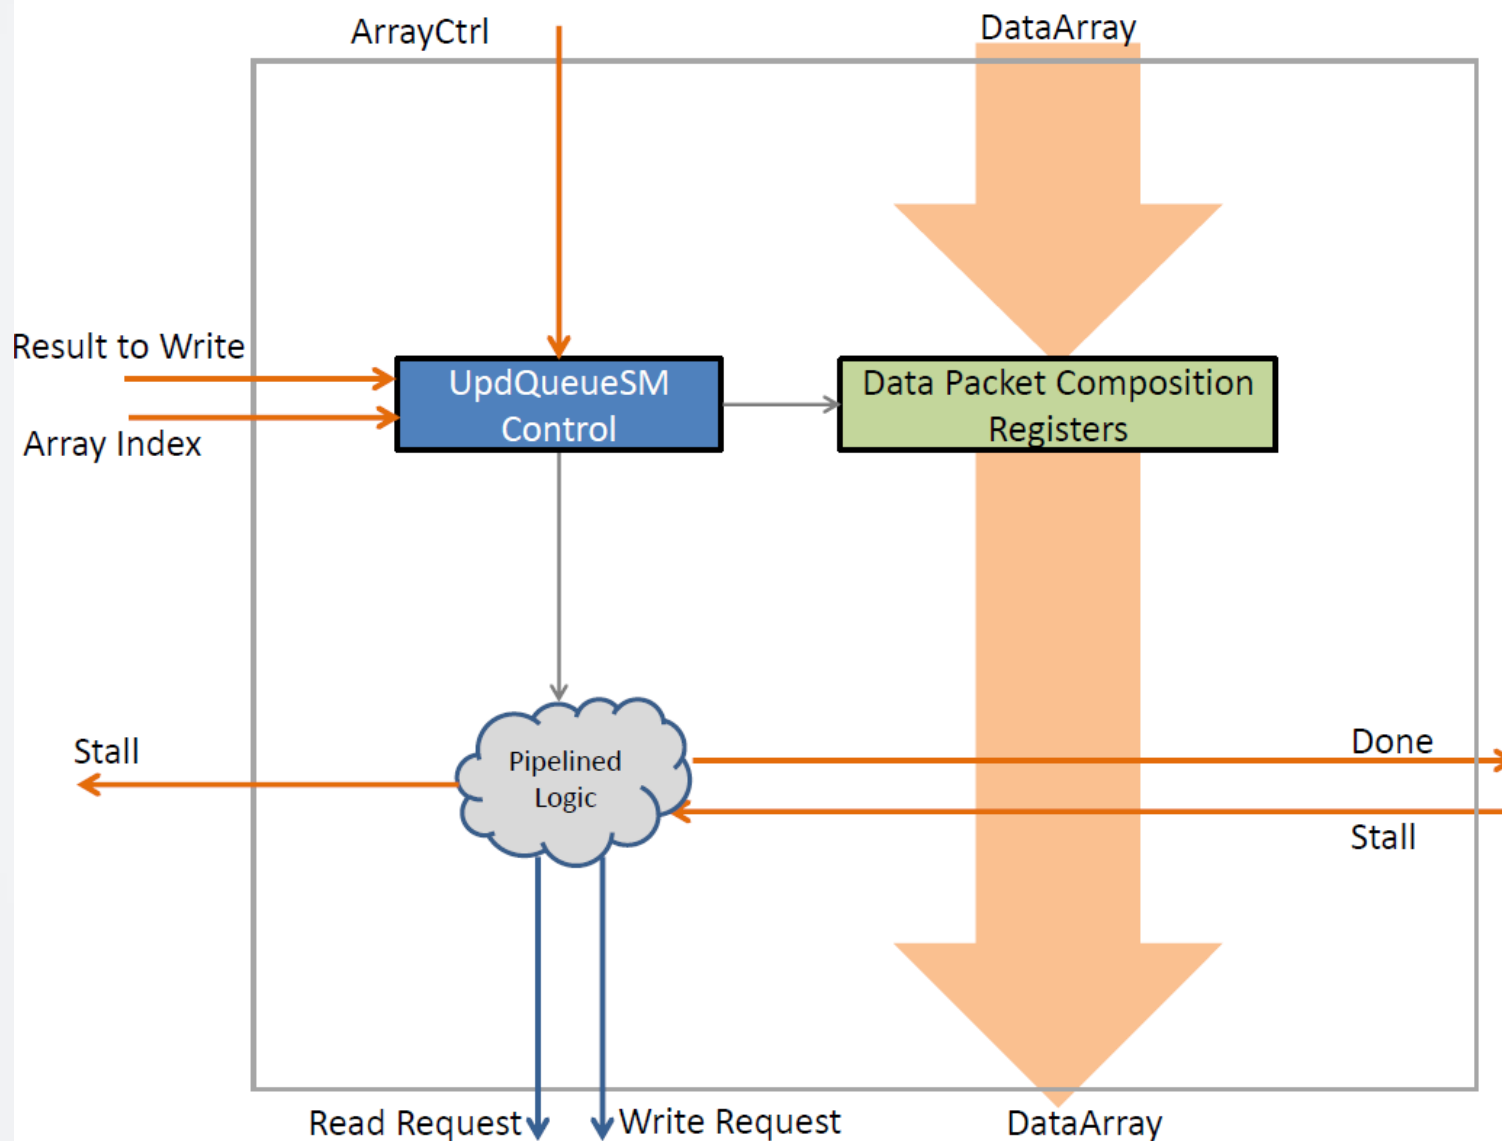 ArrayCtrl
DataArray
Result to Write
Array Index
UpdQueueSM
Control
Data Packet Composition
Registers
Stall
Pipelined
Logic
Done
Stall
Read Request
Write Request
DataArray